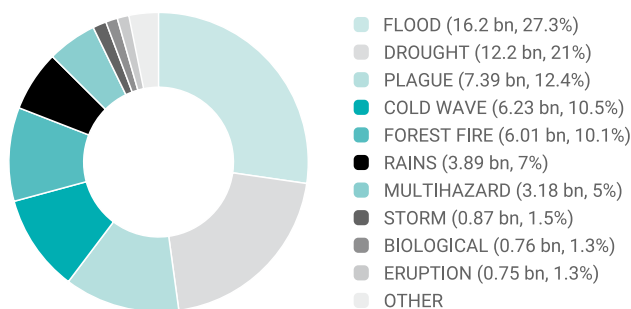 FLOOD (16.2 bn, 27.3%)
DROUGHT (12.2 bn, 21%)
PLAGUE (7.39 bn, 12.4%)
COLD WAVE (6.23 bn, 10.5%)
FOREST FIRE (6.01 bn, 10.1%)
RAINS (3.89 bn, 7%)
MULTIHAZARD (3.18 bn, 5%)
STORM (0.87 bn, 1.5%)
BIOLOGICAL (0.76 bn, 1.3%)
ERUPTION (0.75 bn, 1.3%)
OTHER